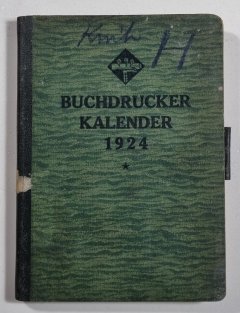 H
BUCHDRUCKER
KALENDER
1924